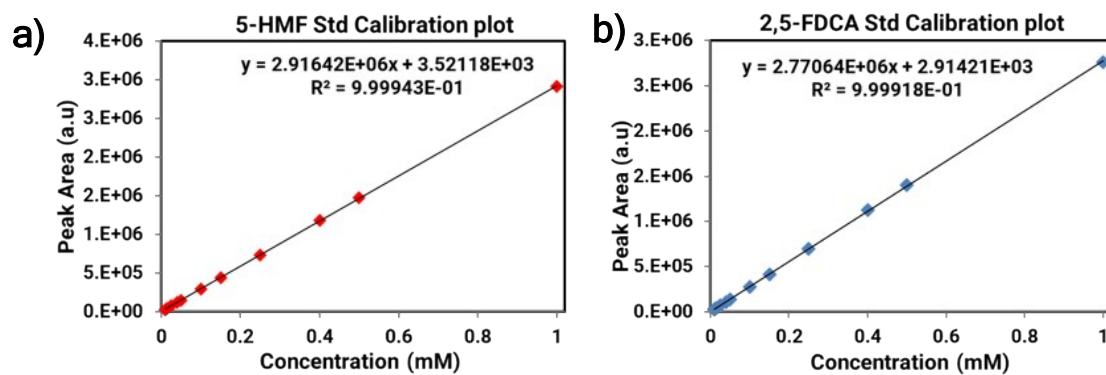 a)
5-HMF Std Calibration plot
y = 2.91642E+06x + 3.52118E+03
R² = 9.99943E-01
Peak Area (a.u)
4.E+06
3.E+06
3.E+06
2.E+06
2.E+06
1.E+06
5.E+05
0.E+00
0 0.2 0.4 0.6 0.8 1
Concentration (mM)
b)
2,5-FDCA Std Calibration plot
y = 2.77064E+06x + 2.91421E+03
R² = 9.99918E-01
Peak Area (a.u)
3.E+06
3.E+06
2.E+06
2.E+06
1.E+06
5.E+05
0.E+00
0 0.2 0.4 0.6 0.8 1
Concentration (mM)